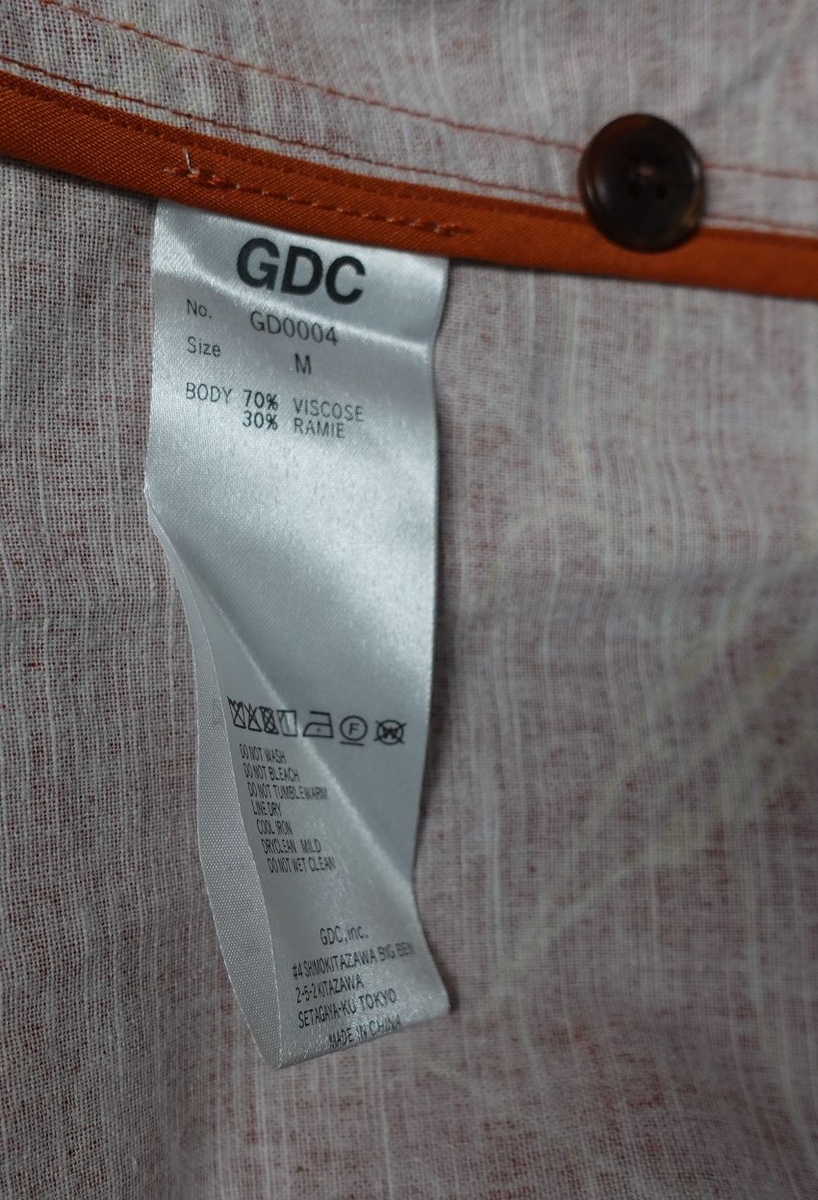 GDC
No. GD0004
Size M
BODY 70% VISCOSE
30% RAMIE
F
W
DO NOT WASH
DO NOT BLEACH
DO NOT TUMBLE WARM
LINE DRY
COOL IRON
DRYCLEAN MILD
DO NOT WET CLEAN
GDC,inc.
#4 SHIMOKITAZAWA BIG BEN
2-5-2 KITAZAWA
SETAGAYA-KU TOKYO
MADE IN CHINA